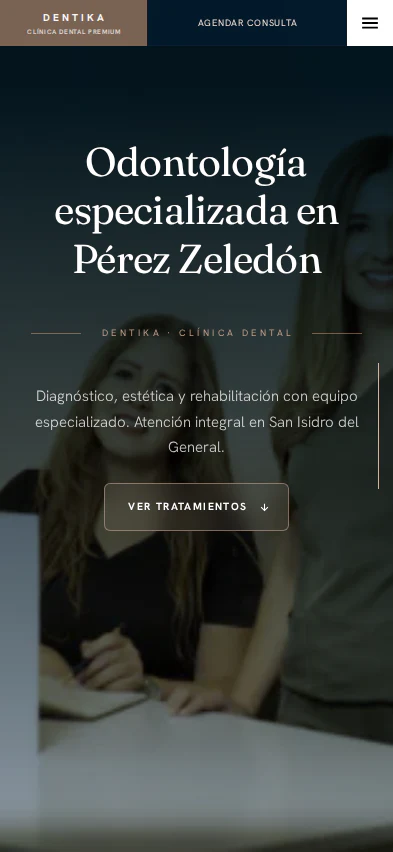 DENTIKA
CLÍNICA DENTAL PREMIUM
AGENDAR CONSULTA
Odontología
especializada en
Pérez Zeledón
DENTIKA · CLÍNICA DENTAL
Diagnóstico, estética y rehabilitación con equipo
especializado. Atención integral en San Isidro del
General.
VER TRATAMIENTOS ↓